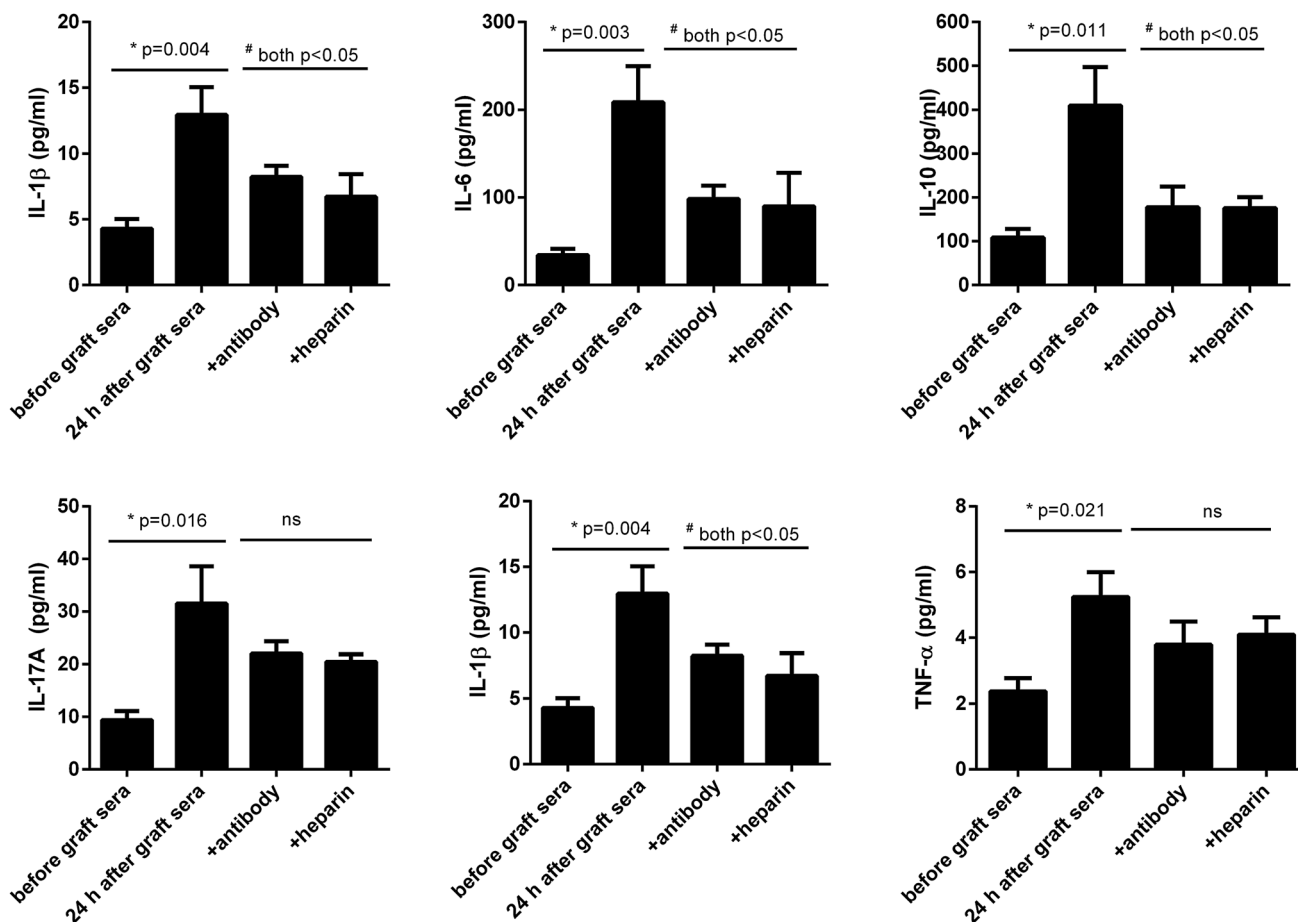 20
15
10
5
0
IL-1β (pg/ml)
* p=0.004
# both p<0.05
before graft sera
24 h after graft sera
+antibody
+heparin
300
200
100
0
IL-6 (pg/ml)
* p=0.003
# both p<0.05
before graft sera
24 h after graft sera
+antibody
+heparin
600
500
400
300
200
100
0
IL-10 (pg/ml)
* p=0.011
# both p<0.05
before graft sera
24 h after graft sera
+antibody
+heparin
50
40
30
20
10
0
IL-17A (pg/ml)
* p=0.016
ns
before graft sera
24 h after graft sera
+antibody
+heparin
20
15
10
5
0
IL-1β (pg/ml)
* p=0.004
# both p<0.05
before graft sera
24 h after graft sera
+antibody
+heparin
8
6
4
2
0
TNF-α (pg/ml)
* p=0.021
ns
before graft sera
24 h after graft sera
+antibody
+heparin